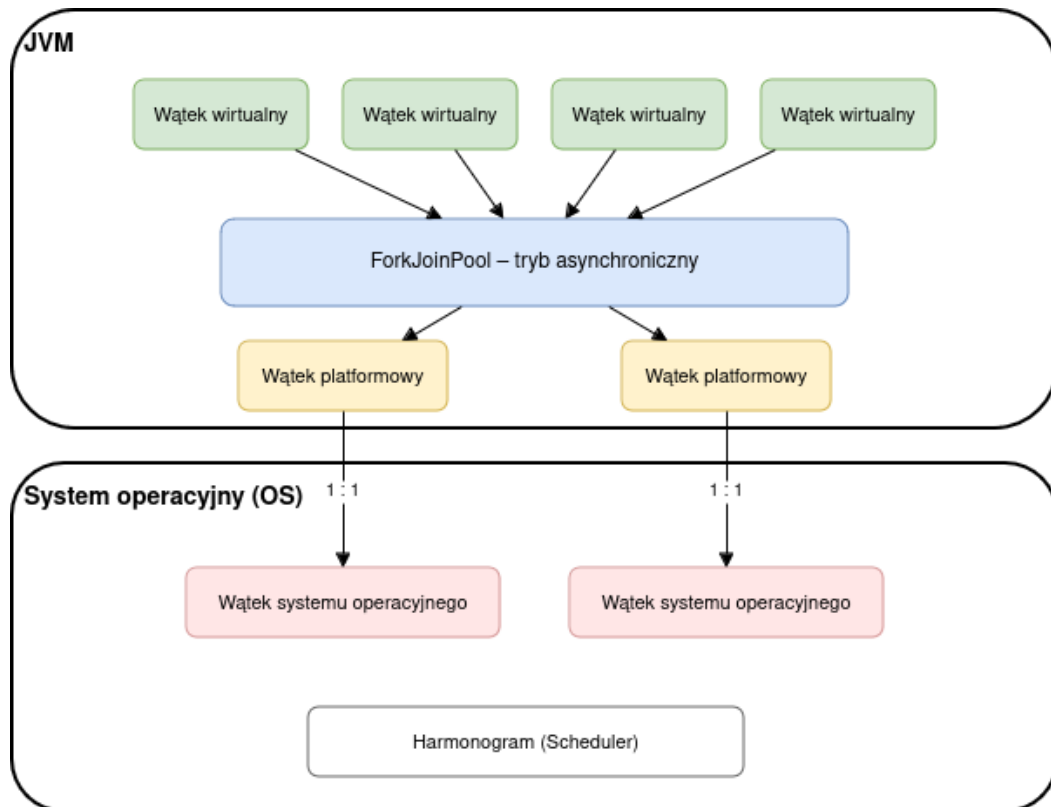 JVM
Wątek wirtualny
Wątek wirtualny
Wątek wirtualny
Wątek wirtualny
ForkJoinPool – tryb asynchroniczny
Wątek platformowy
Wątek platformowy
System operacyjny (OS)
1 : 1
1 : 1
Wątek systemu operacyjnego
Wątek systemu operacyjnego
Harmonogram (Scheduler)